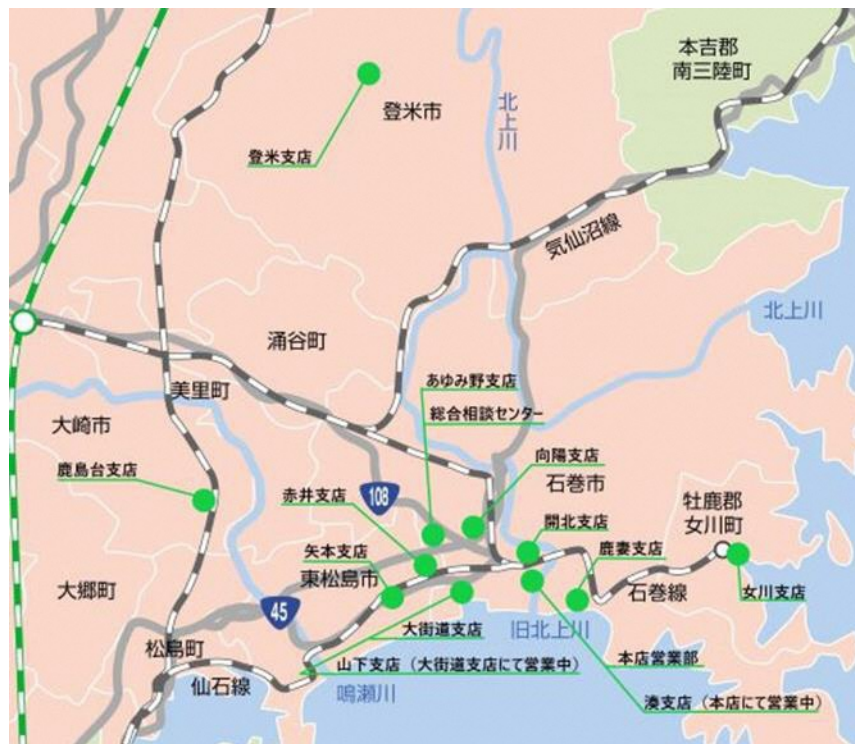 本吉郡
南三陸町
登米市
北上川
登米支店
気仙沼線
北上川
涌谷町
あゆみ野支店
美里町
総合相談センター
大崎市
向陽支店
鹿島台支店
石巻市
赤井支店
108
牡鹿郡
女川町
開北支店
矢本支店
鹿妻支店
東松島市
大郷町
石巻線
女川支店
45
大街道支店
旧北上川
松島町
本店営業部
山下支店(大街道支店にて営業中)
仙石線
鳴瀬川
湊支店(本店にて営業中)